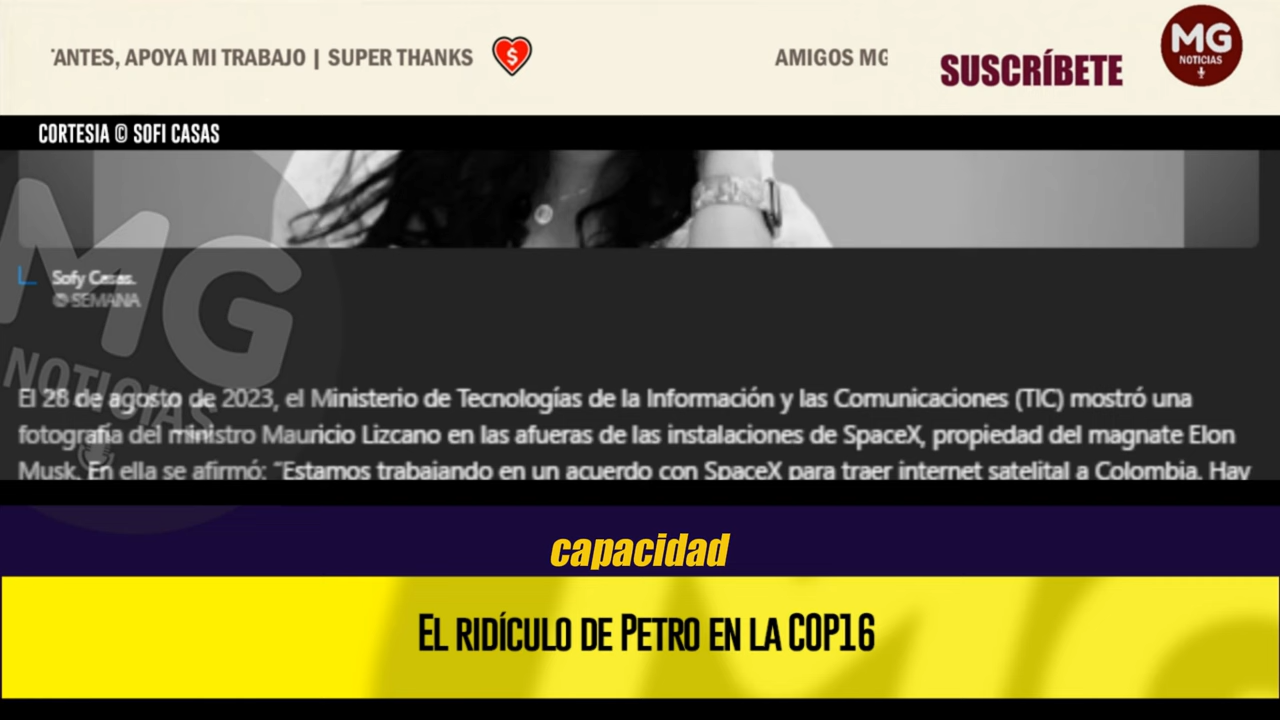 'ANTES, APOYA MI TRABAJO | SUPER THANKS
AMIGOS MG
SUSCRÍBETE
MG
NOTICIAS
CORTESIA © SOFI CASAS
MG
NOTICIAS
Sofy Casas.
© SEMANA
El 28 de agosto de 2023, el Ministerio de Tecnologías de la Información y las Comunicaciones (TIC) mostró una
fotografía del ministro Mauricio Lizcano en las afueras de las instalaciones de SpaceX, propiedad del magnate Elon
Musk. En ella se afirmó: "Estamos trabajando en un acuerdo con SpaceX para traer internet satelital a Colombia. Hay
capacidad
EL RIDÍCULO DE PETRO EN LA COP16